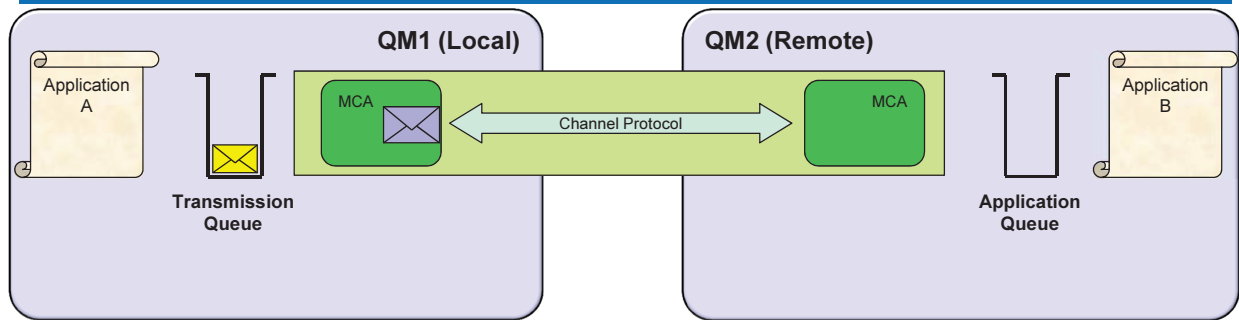 QM1 (Local)
QM2 (Remote)
Application
A
MCA
Channel Protocol
MCA
Application
B
Transmission
Queue
Application
Queue